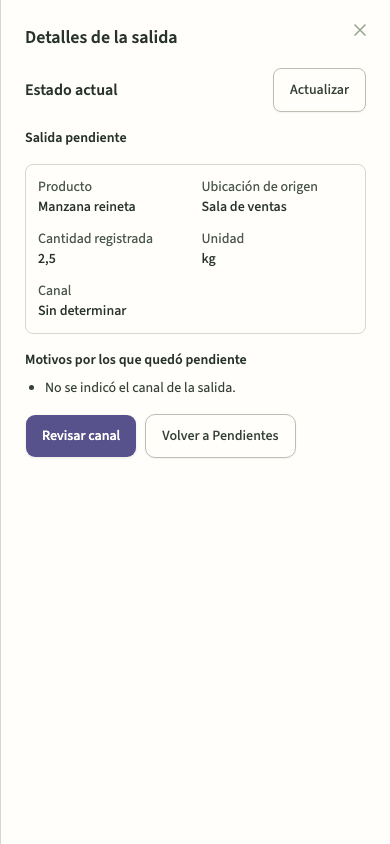 Detalles de la salida
Estado actual
Actualizar
Salida pendiente
Producto
Manzana reineta
Ubicación de origen
Sala de ventas
Cantidad registrada
2,5
Unidad
kg
Canal
Sin determinar
Motivos por los que quedó pendiente
• No se indicó el canal de la salida.
Revisar canal
Volver a Pendientes